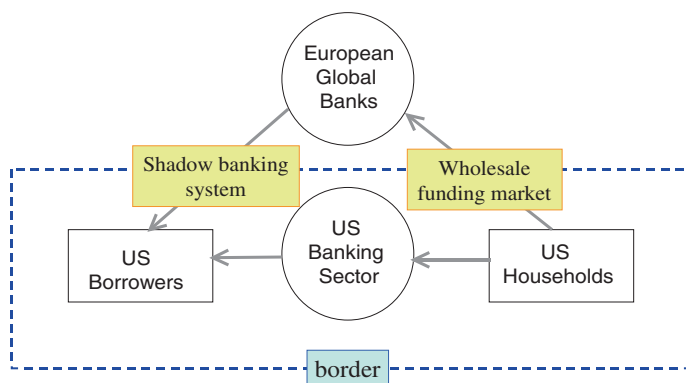 European
Global
Banks
Shadow banking
system
Wholesale
funding market
US
Borrowers
US
Banking
Sector
US
Households
border